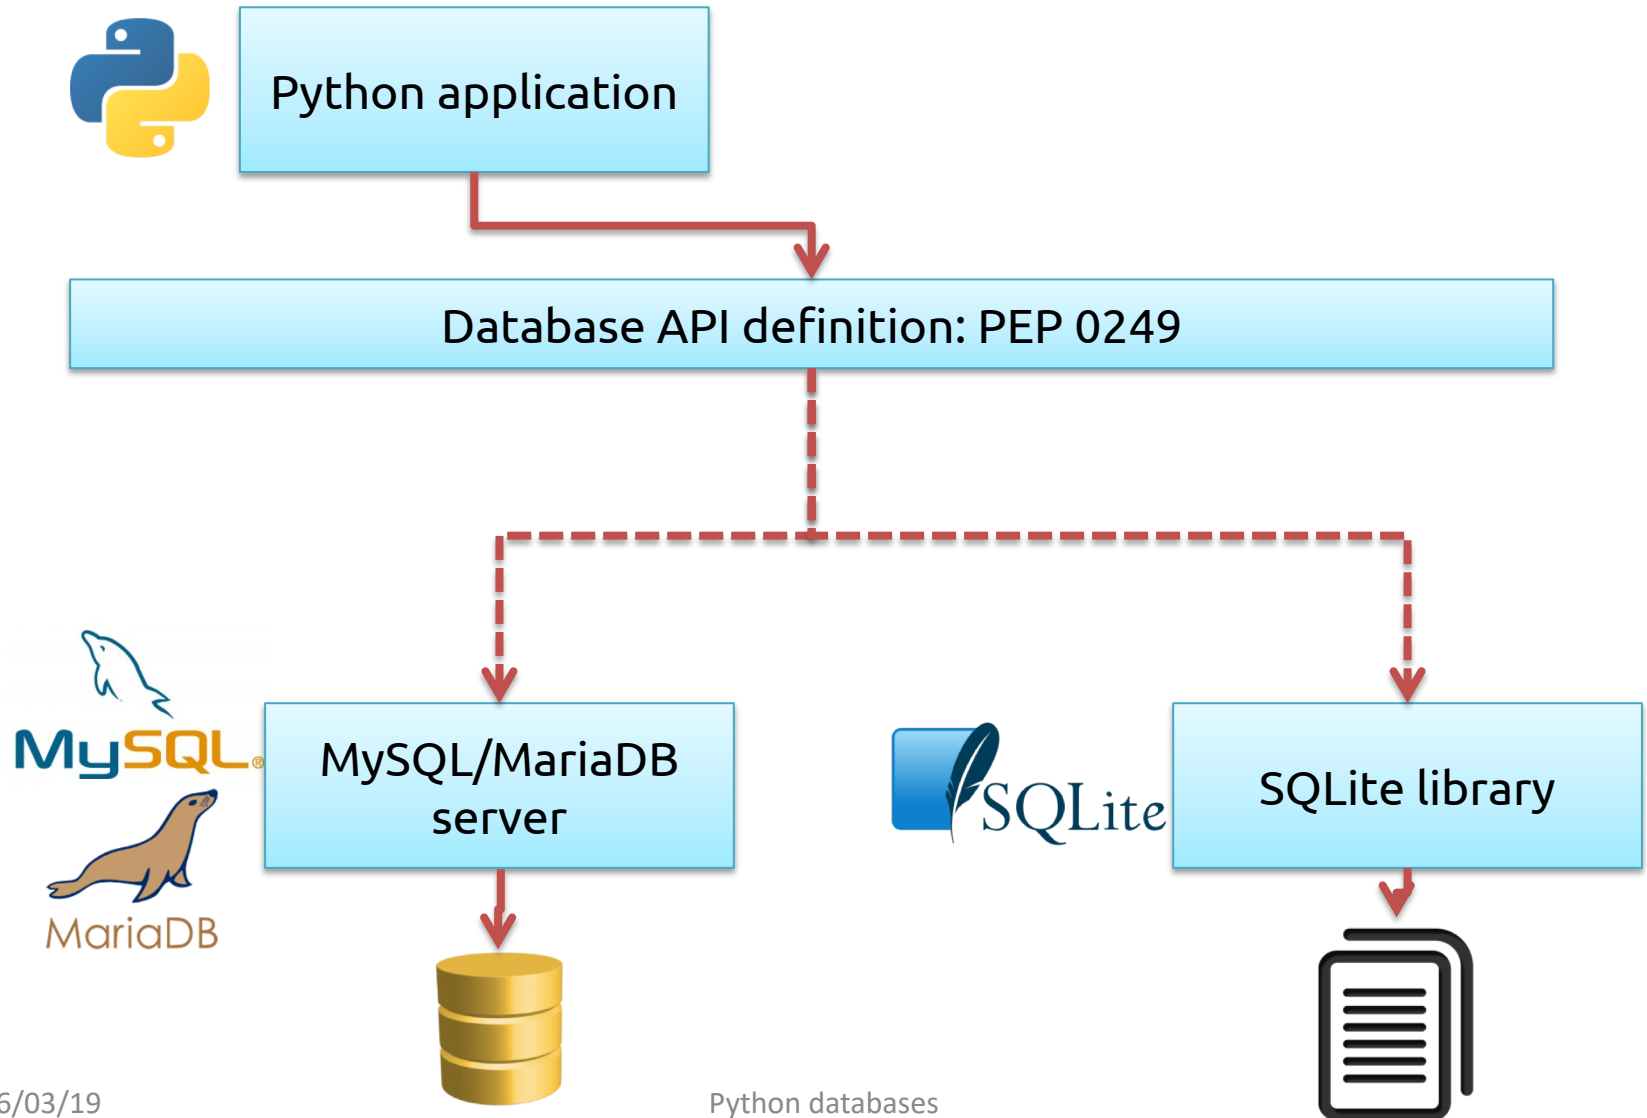 Python application
Database API definition: PEP 0249
MySQL®
MySQL/MariaDB
server
MariaDB
SQLite
SQLite library
6/03/19
Python databases